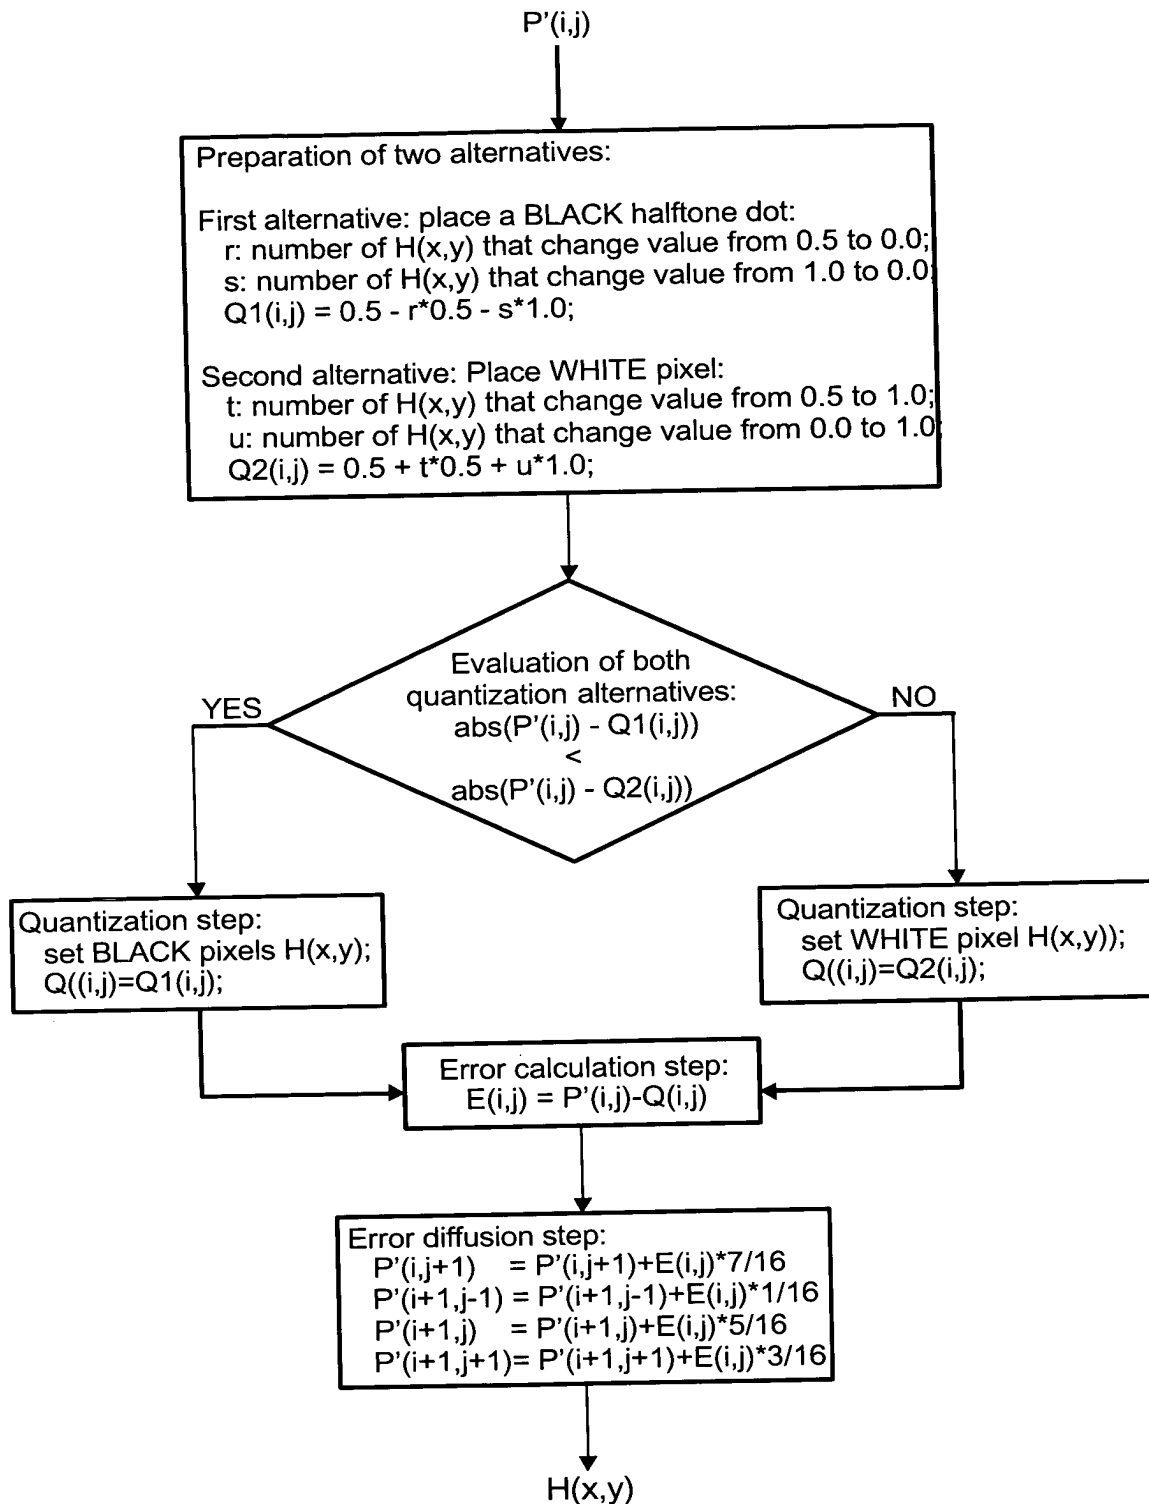 P'(i,j)
Preparation of two alternatives:
First alternative: place a BLACK halftone dot:
r: number of H(x,y) that change value from 0.5 to 0.0;
s: number of H(x,y) that change value from 1.0 to 0.0;
Q1(i,j) = 0.5 - r*0.5 - s*1.0;
Second alternative: Place WHITE pixel:
t: number of H(x,y) that change value from 0.5 to 1.0;
u: number of H(x,y) that change value from 0.0 to 1.0
Q2(i,j) = 0.5 + t*0.5 + u*1.0;
Evaluation of both
quantization alternatives:
abs(P'(i,j) - Q1(i,j))
<
abs(P'(i,j) - Q2(i,j))
YES
NO
Quantization step:
set BLACK pixels H(x,y);
Q((i,j)=Q1(i,j);
Quantization step:
set WHITE pixel H(x,y));
Q((i,j)=Q2(i,j);
Error calculation step:
E(i,j) = P'(i,j)-Q(i,j)
Error diffusion step:
P'(i,j+1) = P'(i,j+1)+E(i,j)*7/16
P'(i+1,j-1) = P'(i+1,j-1)+E(i,j)*1/16
P'(i+1,j) = P'(i+1,j)+E(i,j)*5/16
P'(i+1,j+1)= P'(i+1,j+1)+E(i,j)*3/16
H(x,y)